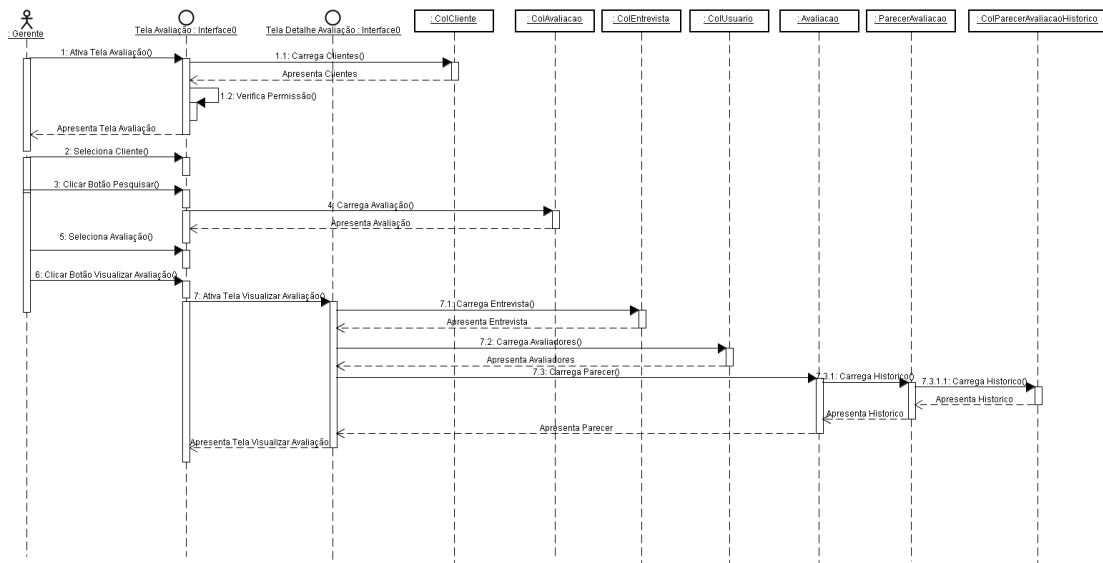 : Gerente
Tela Avaliação : Interface0
Tela Detalhe Avaliação : Interface0
: ColCliente
: ColAvaliacao
: ColEntrevista
: ColUsuario
: Avaliacao
: ParecerAvaliacao
: ColParecerAvaliacaoHistorico
1: Ativa Tela Avaliação()
1.1: Carrega Clientes()
Apresenta Clientes
1.2: Verifica Permissão()
Apresenta Tela Avaliação
2: Seleciona Cliente()
3: Clicar Botão Pesquisar()
4: Carrega Avaliação()
Apresenta Avaliação
5: Seleciona Avaliação()
6: Clicar Botão Visualizar Avaliação()
7: Ativa Tela Visualizar Avaliação()
7.1: Carrega Entrevista()
Apresenta Entrevista
7.2: Carrega Avaliadores()
Apresenta Avaliadores
7.3: Carrega Parecer()
7.3.1: Carrega Historico()
7.3.1.1: Carrega Historico()
Apresenta Historico
Apresenta Historico
Apresenta Parecer
Apresenta Tela Visualizar Avaliação